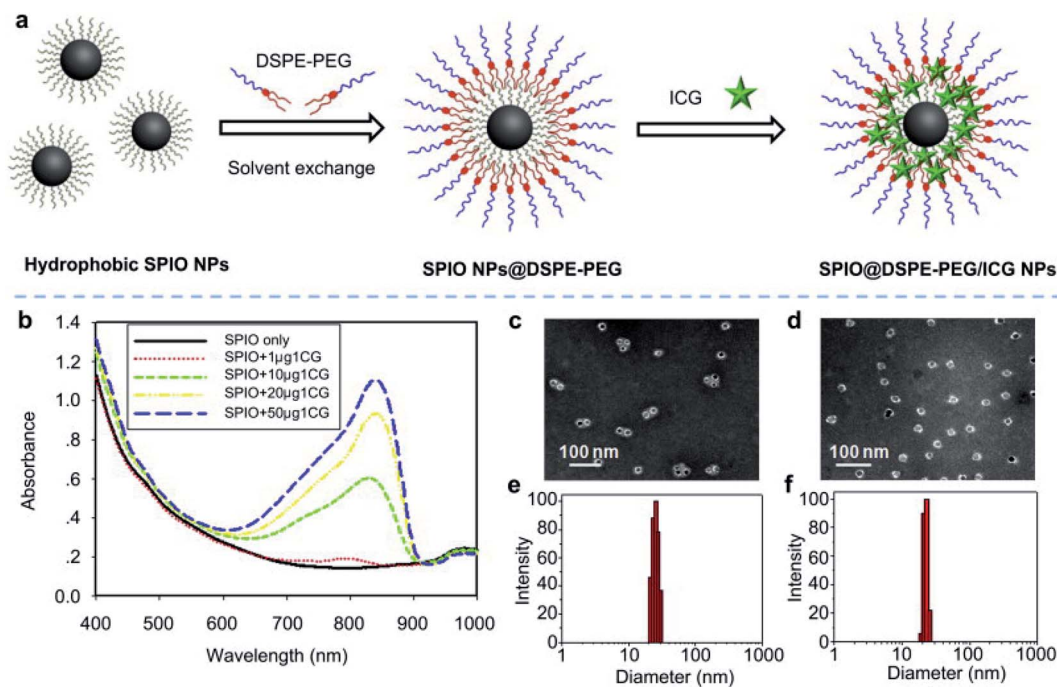 a
DSPE-PEG
Solvent exchange
ICG
Hydrophobic SPIO NPs
SPIO NPs@DSPE-PEG
SPIO@DSPE-PEG/ICG NPs
b
1.4
1.2
1.0
.8
.6
.4
.2
0.0
Absorbance
SPIO only
SPIO+1μg1CG
SPIO+10μg1CG
SPIO+20μg1CG
SPIO+50μg1CG
400 500 600 700 800 900 1000
Wavelength (nm)
c
100 nm
d
100 nm
e
100
80
60
40
20
0
Intensity
1 10 100 1000
Diameter (nm)
f
100
80
60
40
20
0
Intensity
1 10 100 1000
Diameter (nm)